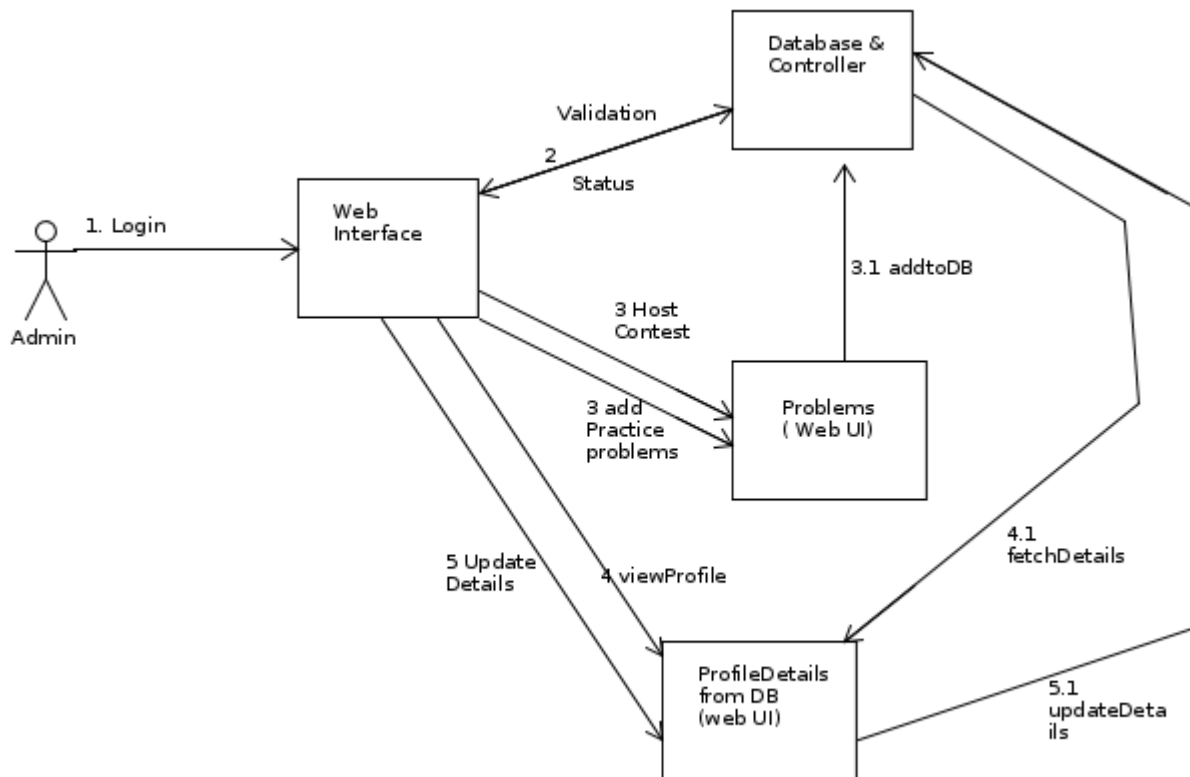 Database &
Controller
Validation
2
Status
Web
Interface
1. Login
Admin
3.1 addtoDB
3 Host
Contest
3 add
Practice
problems
Problems
( Web UI)
4.1
fetchDetails
5 Update
Details
4 viewProfile
ProfileDetails
from DB
(web UI)
5.1
updateDeta
ils